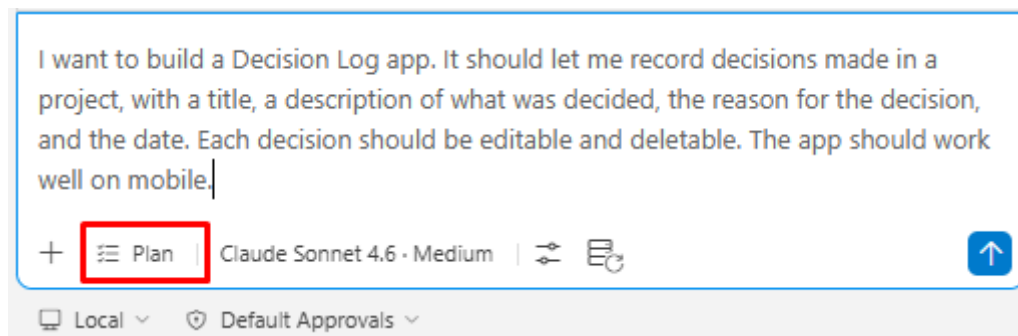 I want to build a Decision Log app. It should let me record decisions made in a
project, with a title, a description of what was decided, the reason for the decision,
and the date. Each decision should be editable and deletable. The app should work
well on mobile.
Plan Claude Sonnet 4.6 · Medium
Local Default Approvals